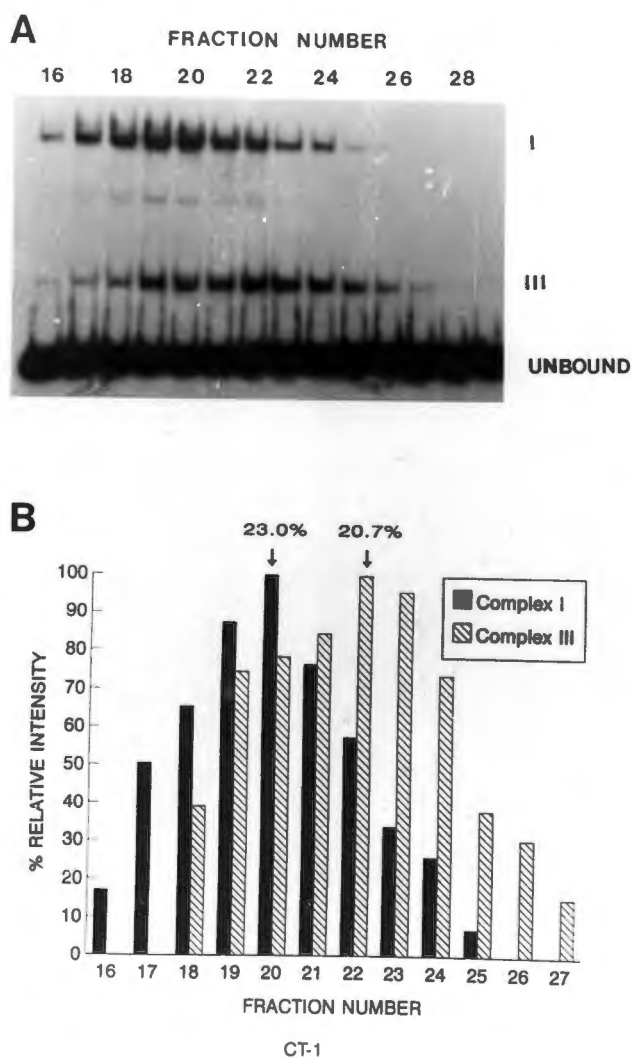 A
FRACTION NUMBER
16 18 20 22 24 26 28
I
III
UNBOUND
B
23.0% 20.7%
100
90
80
70
60
50
40
30
20
10
0
% RELATIVE INTENSITY
Complex I
Complex III
16 17 18 19 20 21 22 23 24 25 26 27
FRACTION NUMBER
CT-1